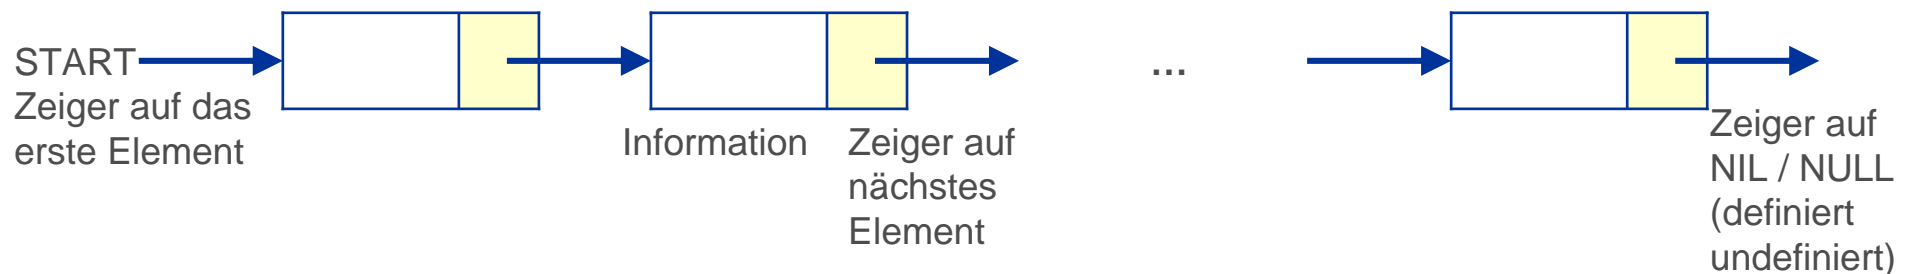 START
Zeiger auf das
erste Element
Information
Zeiger auf
nächstes
Element
...
Zeiger auf
NIL / NULL
(definiert
undefiniert)